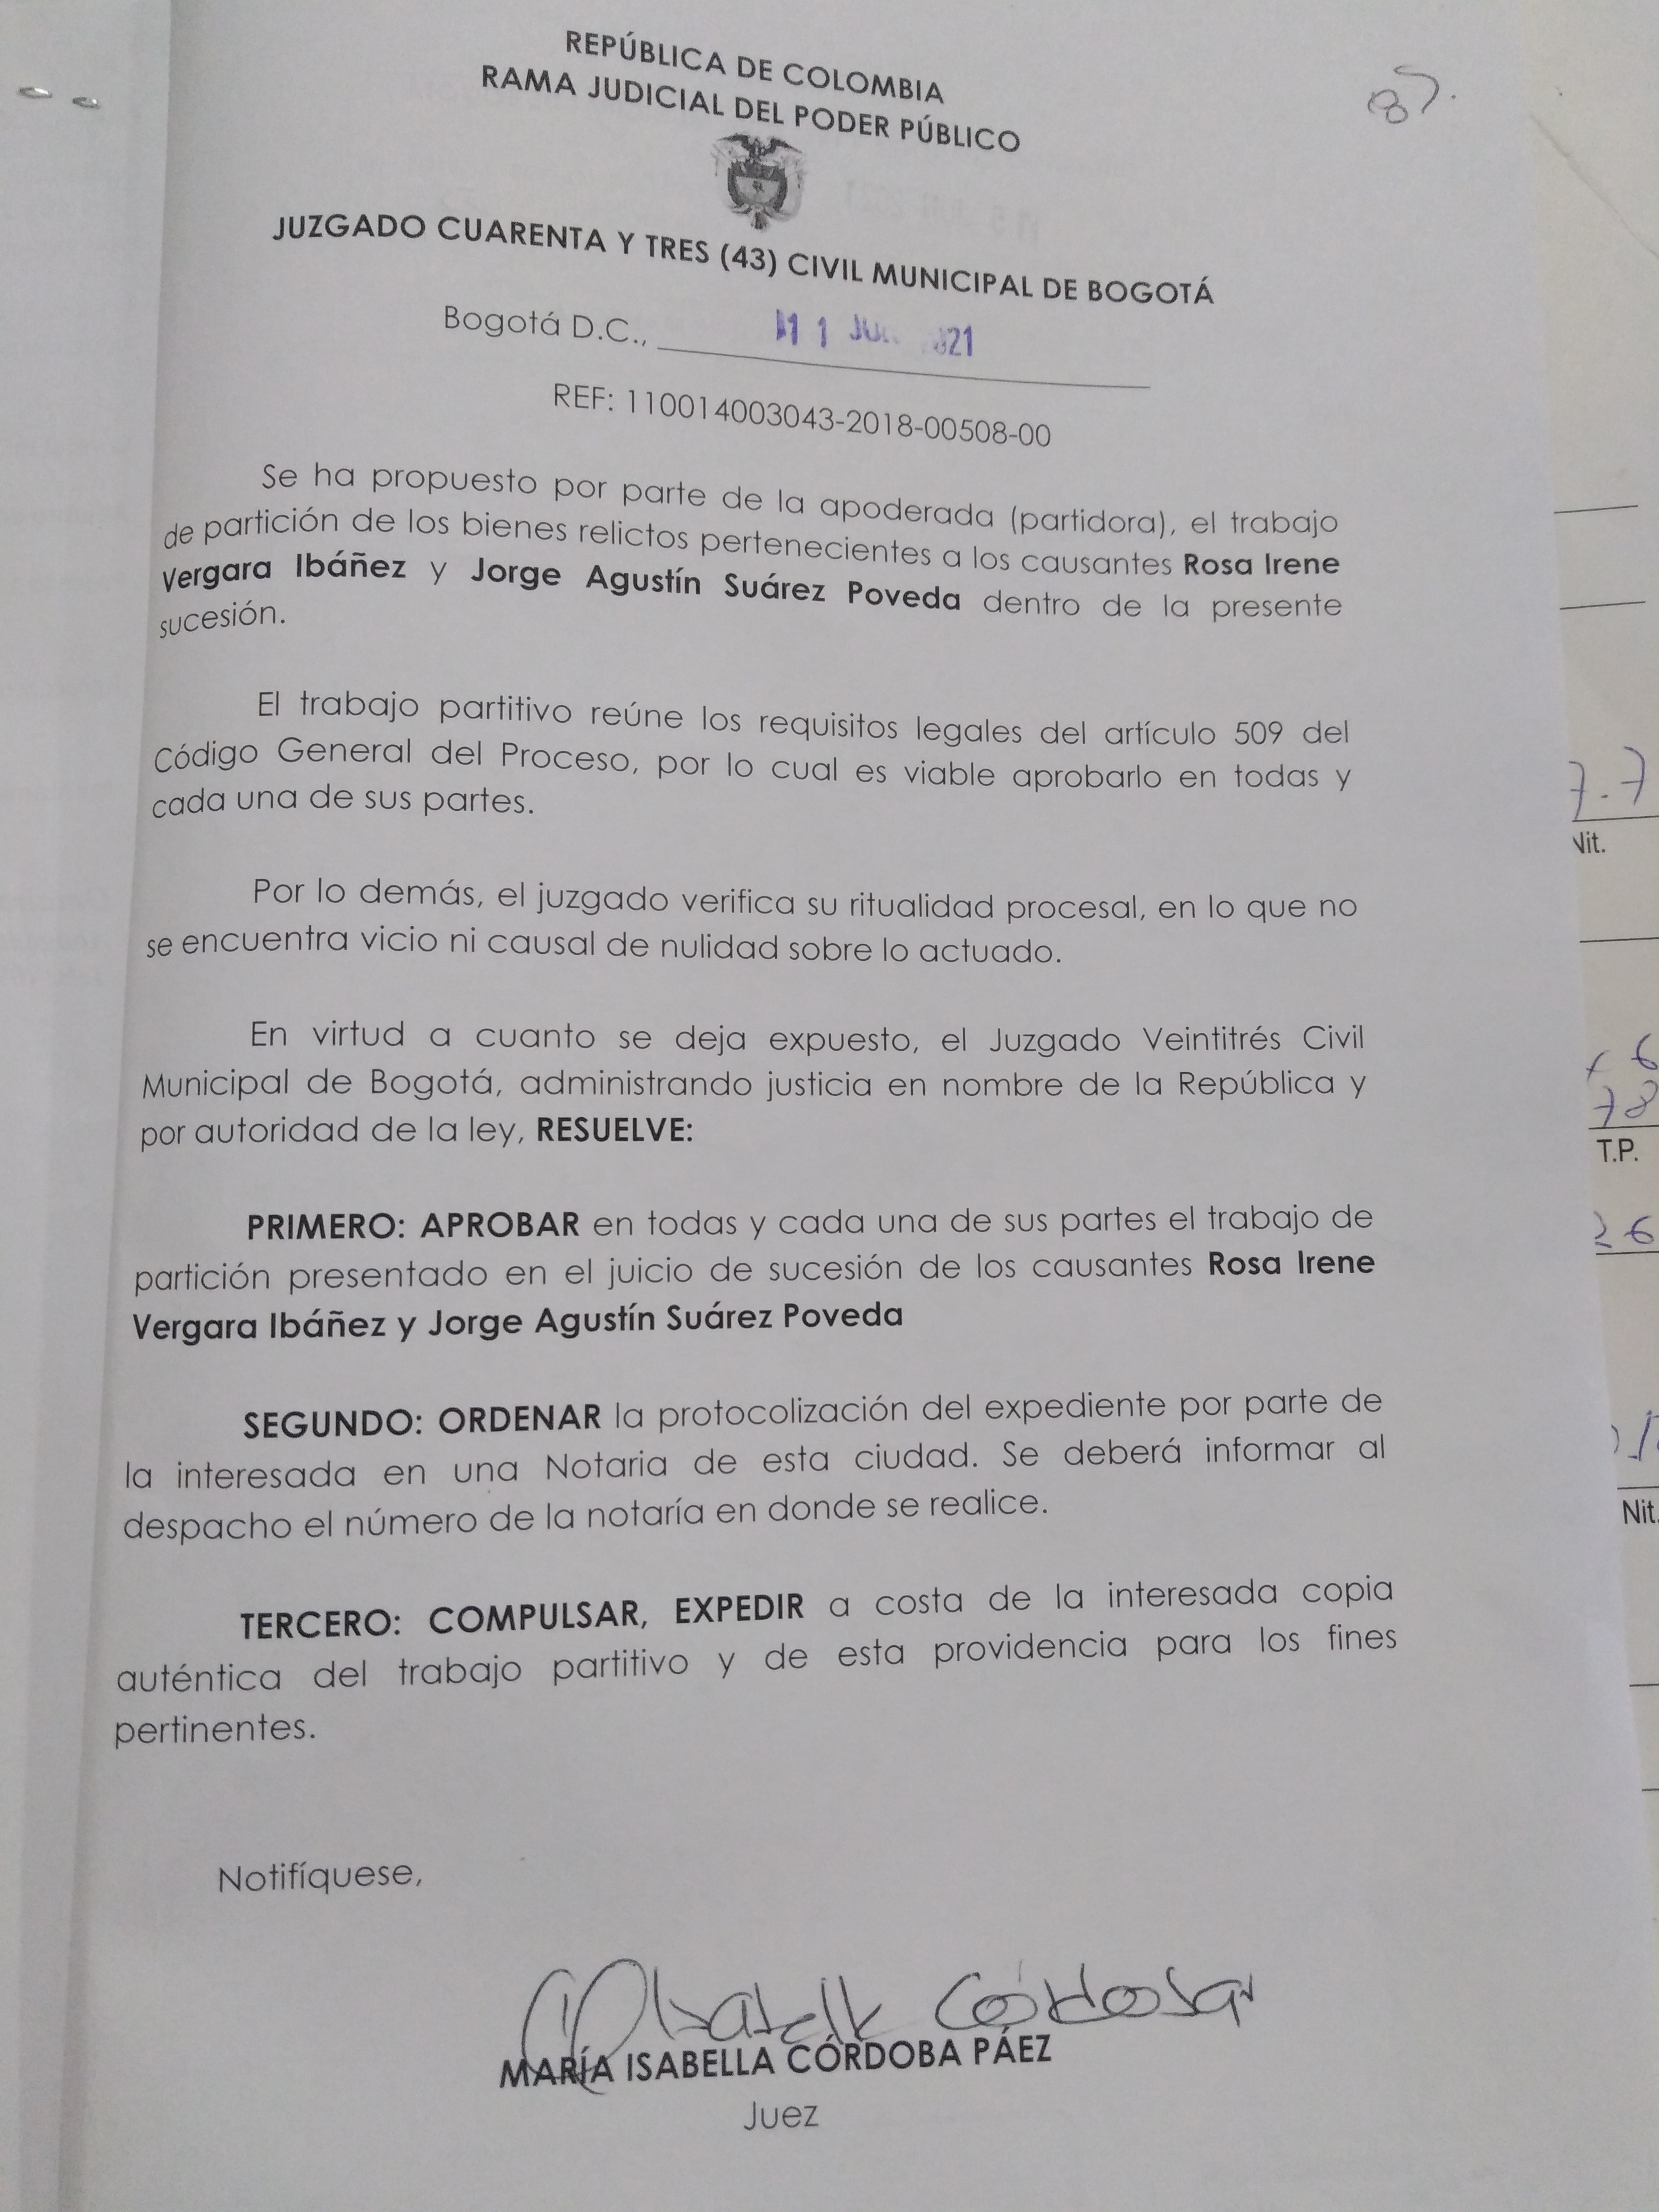 REPÚBLICA DE COLOMBIA
RAMA JUDICIAL DEL PODER PÚBLICO
87.
JUZGADO CUARENTA Y TRES (43) CIVIL MUNICIPAL DE BOGOTÁ
Bogotá D.C., 11
REF: 110014003043-2018-00508-00
Se ha propuesto por parte de la apoderada (partidora), el trabajo
de partición de los bienes relictos pertenecientes a los causantes Rosa Irene
Vergara Ibáñez y Jorge Agustín Suárez Poveda dentro de la presente
sucesión.
El trabajo partitivo reúne los requisitos legales del artículo 509 del
Código General del Proceso, por lo cual es viable aprobarlo en todas y
cada una de sus partes.
Por lo demás, el juzgado verifica su ritualidad procesal, en lo que no
se encuentra vicio ni causal de nulidad sobre lo actuado.
En virtud a cuanto se deja expuesto, el Juzgado Veintitrés Civil
Municipal de Bogotá, administrando justicia en nombre de la República y
por autoridad de la ley, RESUELVE:
PRIMERO: APROBAR en todas y cada una de sus partes el trabajo de
partición presentado en el juicio de sucesión de los causantes Rosa Irene
Vergara Ibáñez y Jorge Agustín Suárez Poveda
SEGUNDO: ORDENAR la protocolización del expediente por parte de
la interesada en una Notaria de esta ciudad. Se deberá informar al
despacho el número de la notaría en donde se realice.
TERCERO: COMPULSAR, EXPEDIR a costa de la interesada copia
auténtica del trabajo partitivo y de esta providencia para los fines
pertinentes.
Notifíquese,
Isabella Córdoba
MARÍA ISABELLA CÓRDOBA PÁEZ
Juez
7.7
Nit.
78
T.P.
26
Nit.